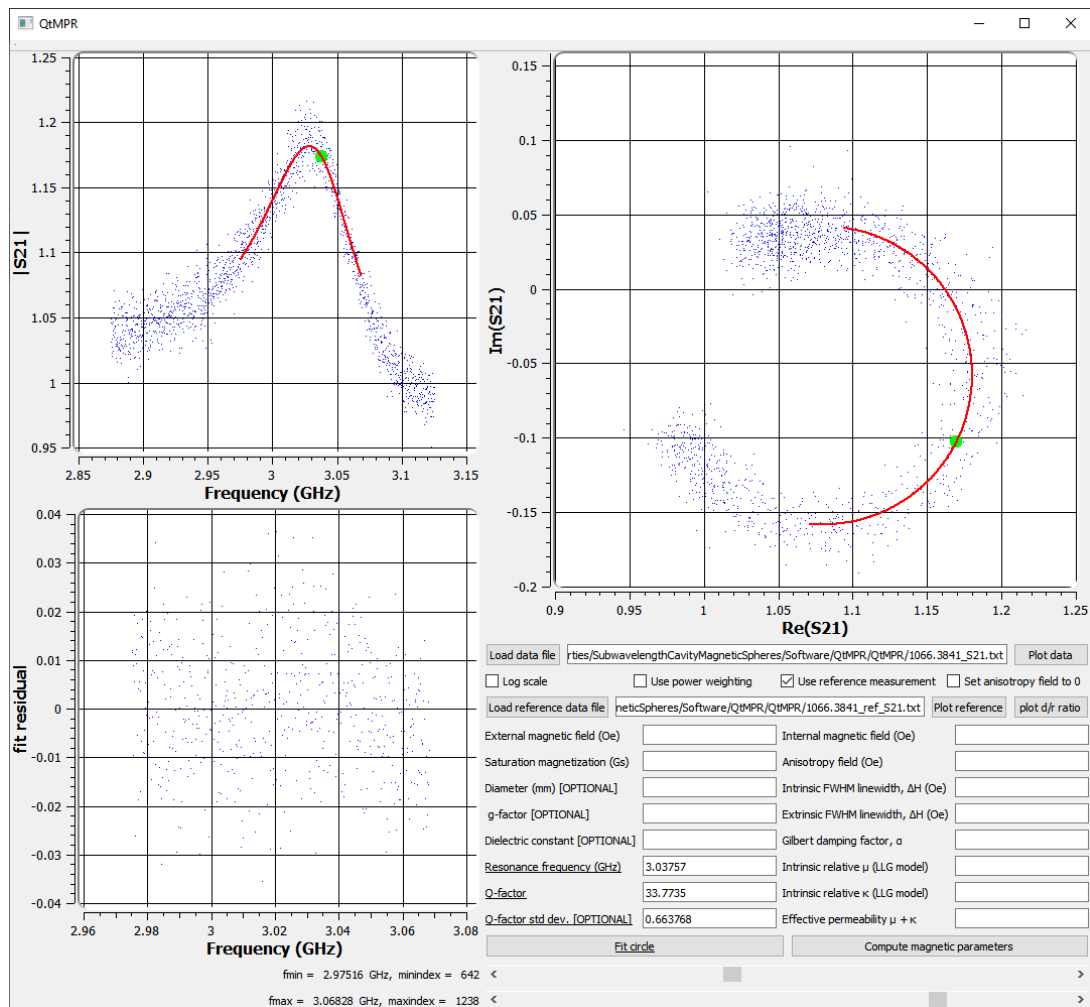 QtMPR
1.25
1.2
1.15
1.1
1.05
1
0.95
|S21|
2.85 2.9 2.95 3 3.05 3.1 3.15
Frequency (GHz)
0.15
0.1
0.05
0
-0.05
-0.1
-0.15
-0.2
Im(S21)
0.9 0.95 1 1.05 1.1 1.15 1.2 1.25
Re(S21)
0.04
0.03
0.02
0.01
0
-0.01
-0.02
-0.03
-0.04
fit residual
2.96 2.98 3 3.02 3.04 3.06 3.08
Frequency (GHz)
fmin = 2.97516 GHz, minindex = 642
fmax = 3.06828 GHz, maxindex = 1238
Load data file rties/SubwavelengthCavityMagneticSpheres/Software/QtMPR/QtMPR/1066.3841_S21.txt Plot data
Log scale Use power weighting Use reference measurement Set anisotropy field to 0
Load reference data file neticSpheres/Software/QtMPR/QtMPR/1066.3841_ref_S21.txt Plot reference plot d/r ratio
External magnetic field (Oe) Internal magnetic field (Oe)
Saturation magnetization (Gs) Anisotropy field (Oe)
Diameter (mm) [OPTIONAL] Intrinsic FWHM linewidth, ΔH (Oe)
g-factor [OPTIONAL] Extrinsic FWHM linewidth, ΔH (Oe)
Dielectric constant [OPTIONAL] Gilbert damping factor, α
Resonance frequency (GHz) 3.03757 Intrinsic relative μ (LLG model)
Q-factor 33.7735 Intrinsic relative κ (LLG model)
Q-factor std dev. [OPTIONAL] 0.663768 Effective permeability μ + κ
Fit circle Compute magnetic parameters